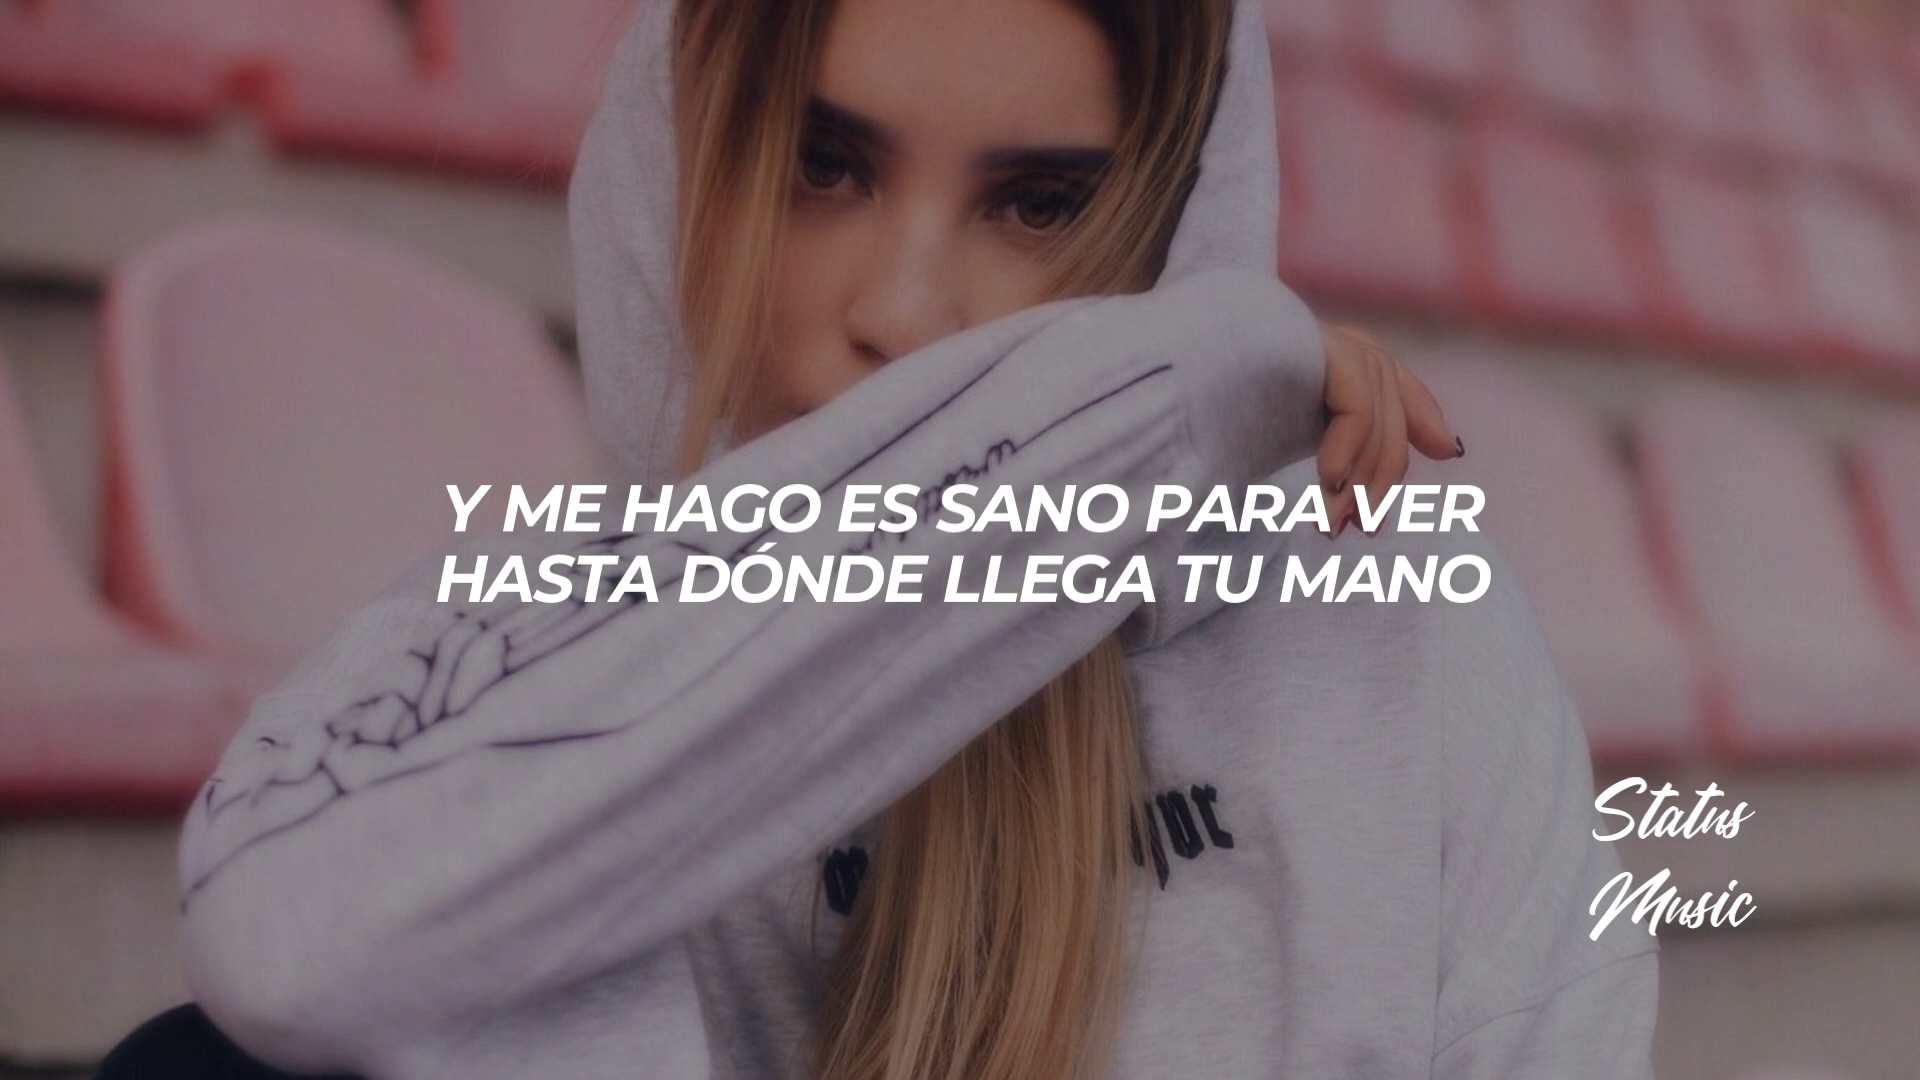 Y ME HAGO ES SANO PARA VER
HASTA DÓNDE LLEGA TU MANO
Status
Music